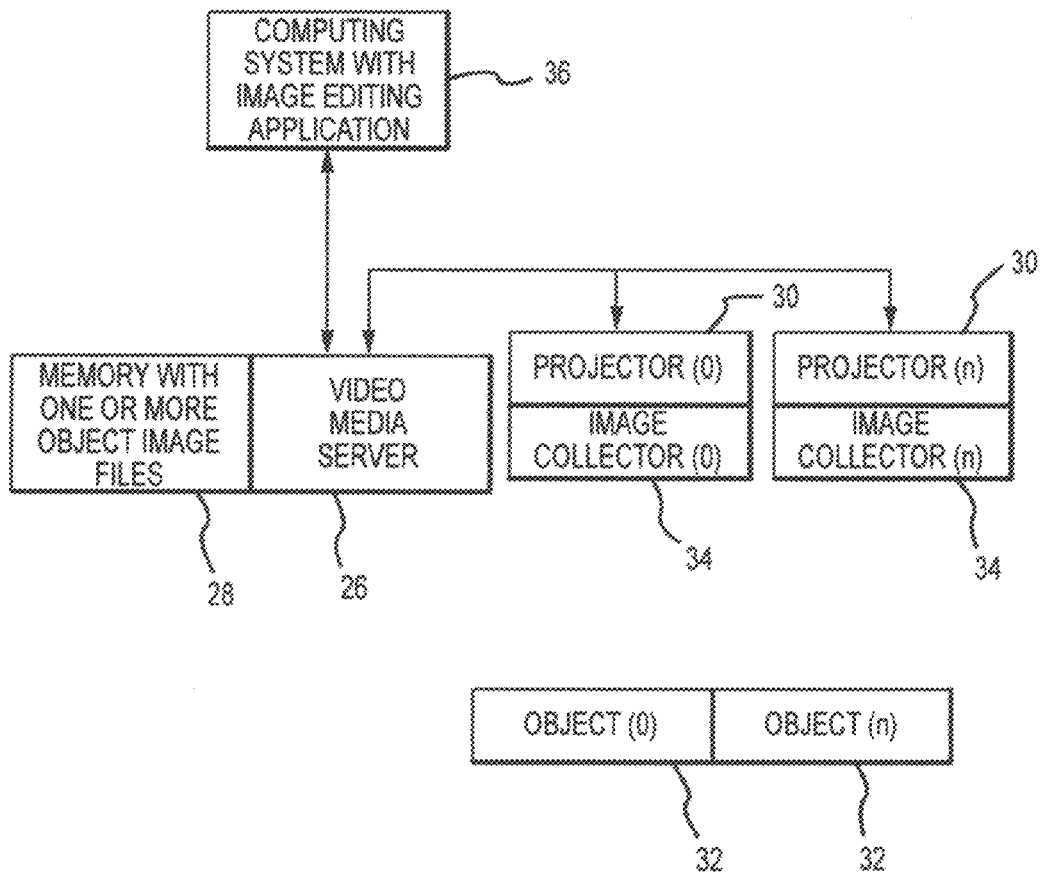 COMPUTING
SYSTEM WITH
IMAGE EDITING
APPLICATION
36
30
30
MEMORY WITH
ONE OR MORE
OBJECT IMAGE
FILES
VIDEO
MEDIA
SERVER
PROJECTOR (0)
IMAGE
COLLECTOR (0)
PROJECTOR (n)
IMAGE
COLLECTOR (n)
28
26
34
34
OBJECT (0)
OBJECT (n)
32
32